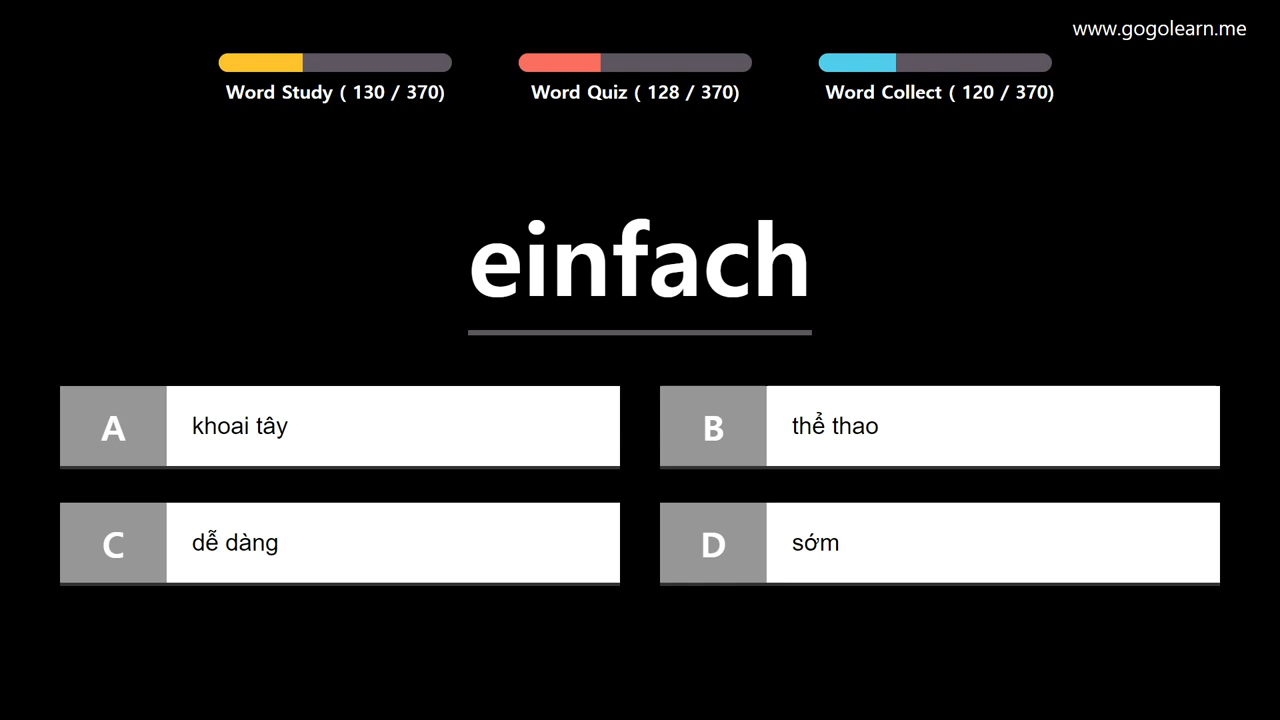 www.gogolearn.me
Word Study ( 130 / 370)
Word Quiz ( 128 / 370)
Word Collect ( 120 / 370)
einfach
A khoai tây
B thể thao
C dễ dàng
D sớm